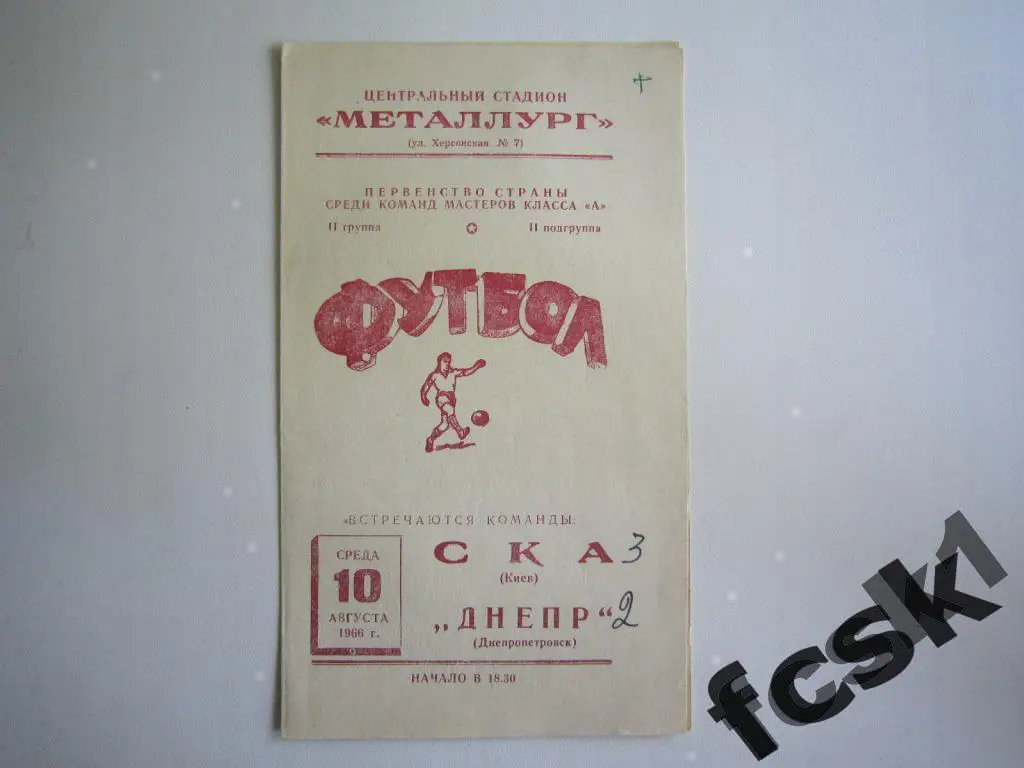 +
ЦЕНТРАЛЬНЫЙ СТАДИОН
«МЕТАЛЛУРГ»
(ул. Херсонская № 7)
ПЕРВЕНСТВО СТРАНЫ
СРЕДИ КОМАНД МАСТЕРОВ КЛАССА «А»
II группа II подгруппа
ФУТБОЛ
ВСТРЕЧАЮТСЯ КОМАНДЫ:
СРЕДА
10
АВГУСТА
1966 г.
СКА 3
(Киев)
„ДНЕПР“ 2
(Днепропетровск)
НАЧАЛО В 18.30
fcsk1